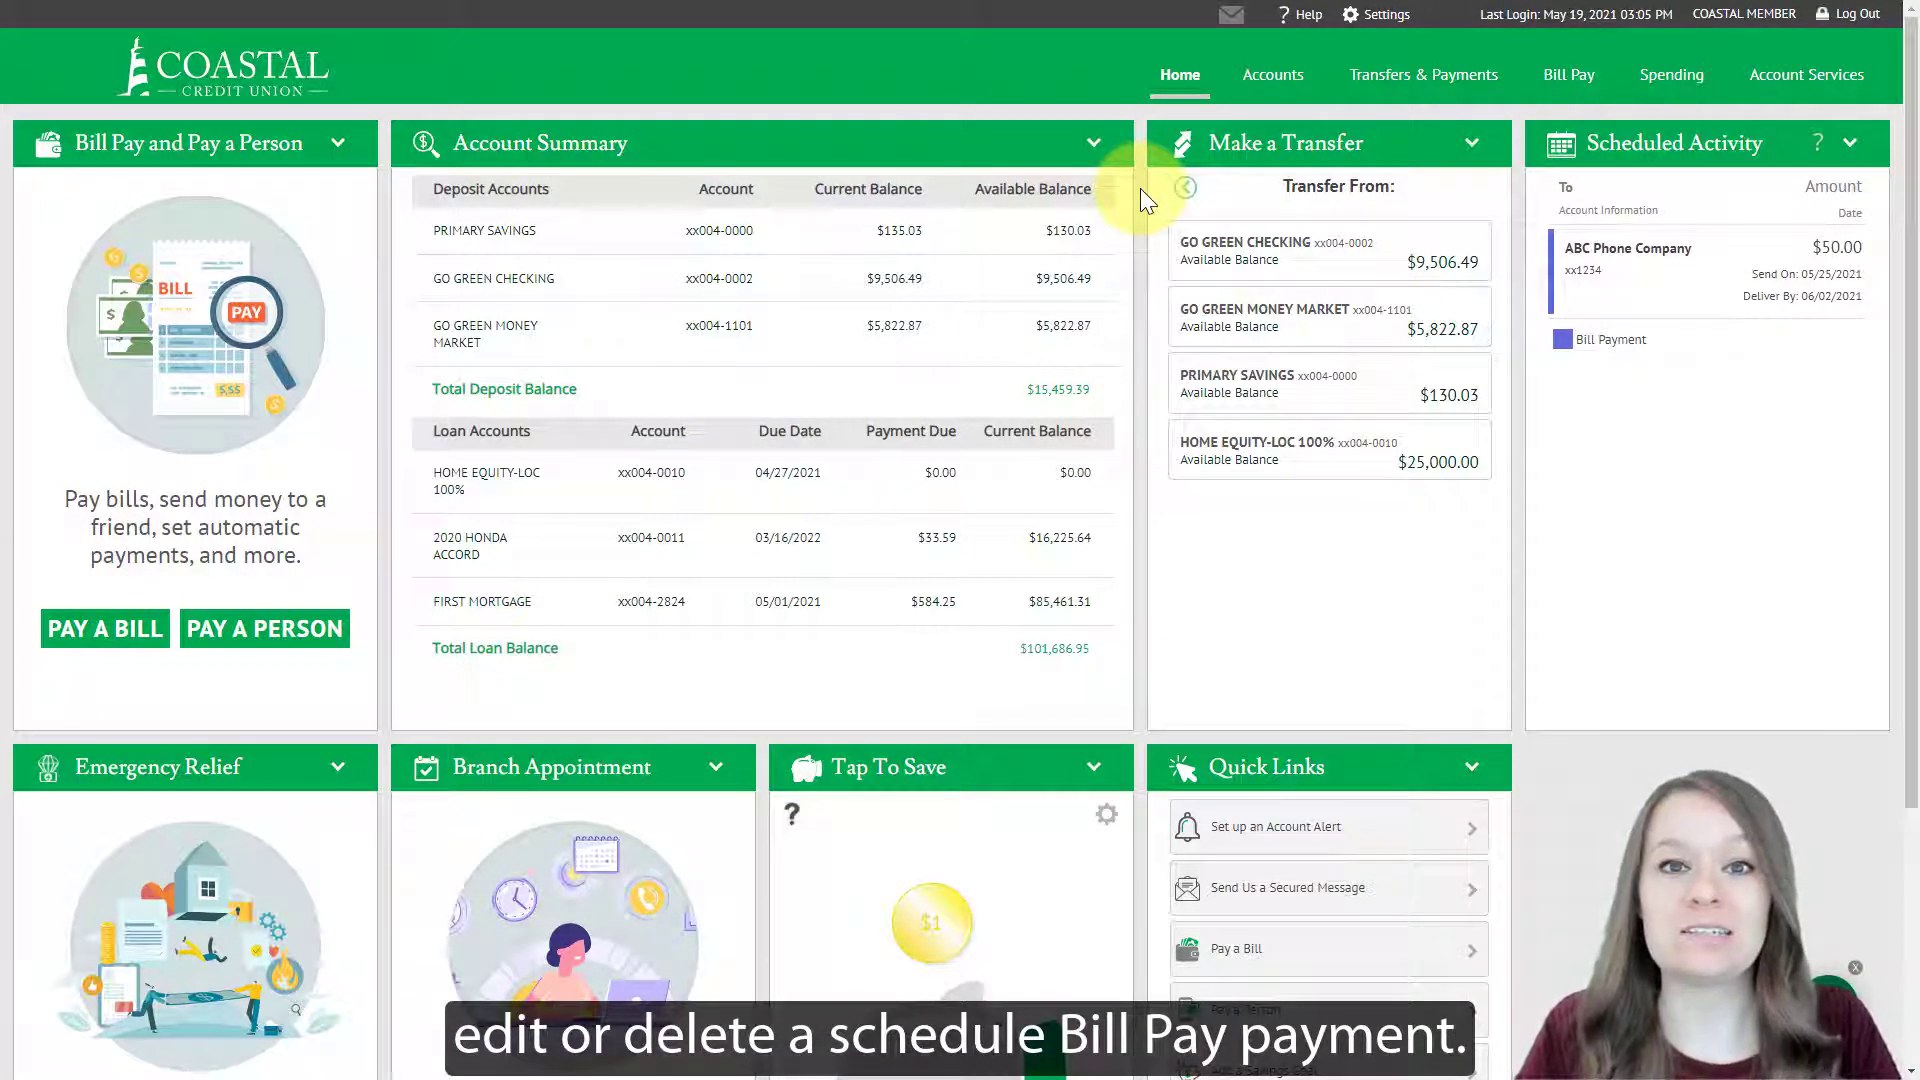 Help
Settings
Last Login: May 19, 2021 03:05 PM
COASTAL MEMBER
Log Out
COASTAL
CREDIT UNION
Home
Accounts
Transfers & Payments
Bill Pay
Spending
Account Services
Bill Pay and Pay a Person
BILL
PAY
$
$.$$
Pay bills, send money to a
friend, set automatic
payments, and more.
PAY A BILL
PAY A PERSON
Account Summary
Deposit Accounts Account Current Balance Available Balance
PRIMARY SAVINGS xx004-0000 $135.03 $130.03
GO GREEN CHECKING xx004-0002 $9,506.49 $9,506.49
GO GREEN MONEY
MARKET xx004-1101 $5,822.87 $5,822.87
Total Deposit Balance $15,459.39
Loan Accounts Account Due Date Payment Due Current Balance
HOME EQUITY-LOC
100% xx004-0010 04/27/2021 $0.00 $0.00
2020 HONDA
ACCORD xx004-0011 03/16/2022 $33.59 $16,225.64
FIRST MORTGAGE xx004-2824 05/01/2021 $584.25 $85,461.31
Total Loan Balance $101,686.95
Make a Transfer
Transfer From:
GO GREEN CHECKING xx004-0002
Available Balance $9,506.49
GO GREEN MONEY MARKET xx004-1101
Available Balance $5,822.87
PRIMARY SAVINGS xx004-0000
Available Balance $130.03
HOME EQUITY-LOC 100% xx004-0010
Available Balance $25,000.00
Scheduled Activity ?
To Amount
Account Information Date
ABC Phone Company $50.00
xx1234
Send On: 05/25/2021
Deliver By: 06/02/2021
Bill Payment
Emergency Relief
Branch Appointment
Tap To Save
?
$1
Quick Links
Set up an Account Alert
Send Us a Secured Message
Pay a Bill
Pay a Person
edit or delete a schedule Bill Pay payment.